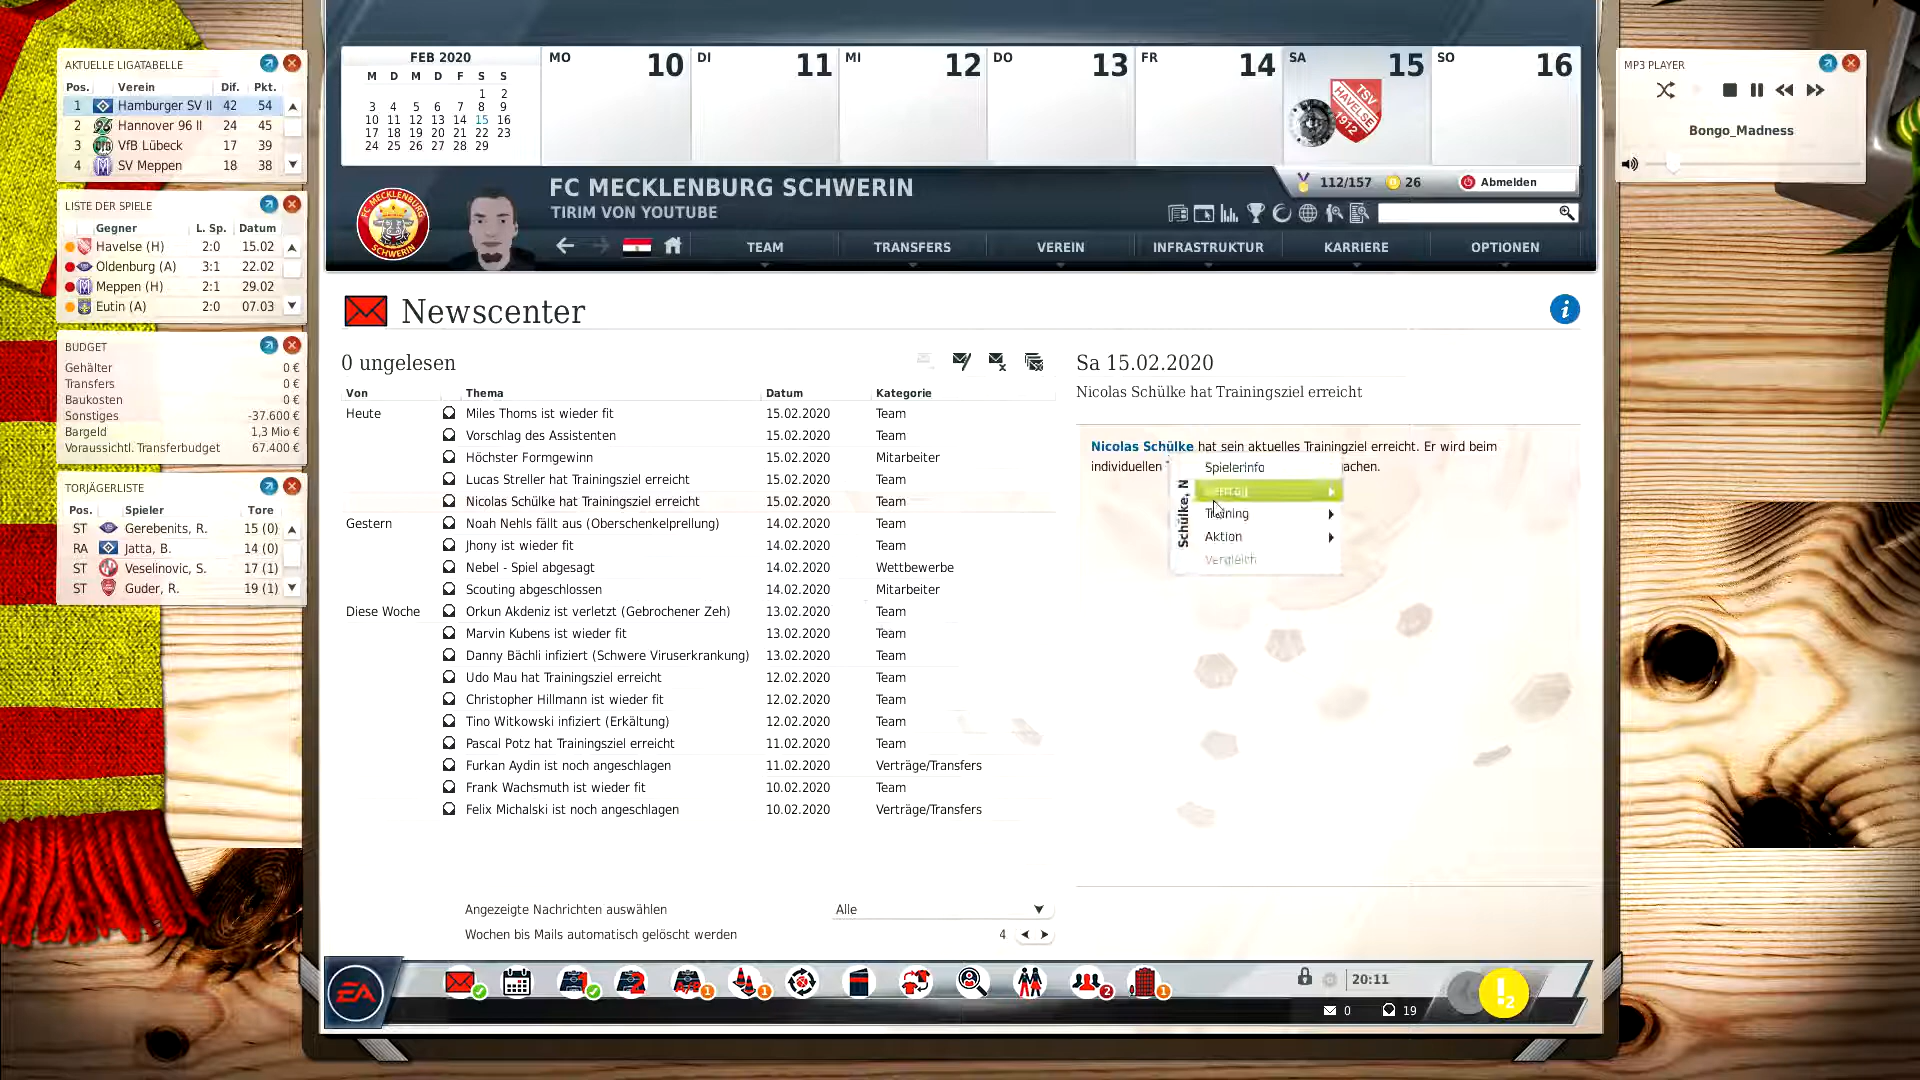 AKTUELLE LIGATABELLE
Pos. Verein Dif. Pkt.
1 Hamburger SV II 42 54
2 Hannover 96 II 24 45
3 VfB Lübeck 17 39
4 SV Meppen 18 38
LISTE DER SPIELE
Gegner L. Sp. Datum
Havelse (H) 2:0 15.02
Oldenburg (A) 3:1 22.02
Meppen (H) 2:1 29.02
Eutin (A) 2:0 07.03
BUDGET
Gehälter 0 €
Transfers 0 €
Baukosten 0 €
Sonstiges -37.600 €
Bargeld 1,3 Mio €
Voraussichtl. Transferbudget 67.400 €
TORJÄGERLISTE
Pos. Spieler Tore
ST Gerebenits, R. 15 (0)
RA Jatta, B. 14 (0)
ST Veselinovic, S. 17 (1)
ST Guder, R. 19 (1)
FEB 2020
M D M D F S S
1 2
3 4 5 6 7 8 9
10 11 12 13 14 15 16
17 18 19 20 21 22 23
24 25 26 27 28 29
MO 10 DI 11 MI 12 DO 13 FR 14 SA 15 SO 16
TSV HAVELSE 1912
FC MECKLENBURG SCHWERIN
FC MECKLENBURG SCHWERIN
TIRIM VON YOUTUBE
112/157 26 Abmelden
TEAM TRANSFERS VEREIN INFRASTRUKTUR KARRIERE OPTIONEN
MP3 PLAYER
Bongo_Madness
Newscenter
0 ungelesen
Von Thema Datum Kategorie
Heute Miles Thoms ist wieder fit 15.02.2020 Team
Vorschlag des Assistenten 15.02.2020 Team
Höchster Formgewinn 15.02.2020 Mitarbeiter
Lucas Streller hat Trainingsziel erreicht 15.02.2020 Team
Nicolas Schülke hat Trainingsziel erreicht 15.02.2020 Team
Gestern Noah Nehls fällt aus (Oberschenkelprellung) 14.02.2020 Team
Jhony ist wieder fit 14.02.2020 Team
Nebel - Spiel abgesagt 14.02.2020 Wettbewerbe
Scouting abgeschlossen 14.02.2020 Mitarbeiter
Diese Woche Orkun Akdeniz ist verletzt (Gebrochener Zeh) 13.02.2020 Team
Marvin Kubens ist wieder fit 13.02.2020 Team
Danny Bächli infiziert (Schwere Viruserkrankung) 13.02.2020 Team
Udo Mau hat Trainingsziel erreicht 12.02.2020 Team
Christopher Hillmann ist wieder fit 12.02.2020 Team
Tino Witkowski infiziert (Erkältung) 12.02.2020 Team
Pascal Potz hat Trainingsziel erreicht 11.02.2020 Team
Furkan Aydin ist noch angeschlagen 11.02.2020 Verträge/Transfers
Frank Wachsmuth ist wieder fit 10.02.2020 Team
Felix Michalski ist noch angeschlagen 10.02.2020 Verträge/Transfers
Angezeigte Nachrichten auswählen Alle
Wochen bis Mails automatisch gelöscht werden 4
Sa 15.02.2020
Nicolas Schülke hat Trainingsziel erreicht
Nicolas Schülke hat sein aktuelles Trainingziel erreicht. Er wird beim
individuellen achen.
Schülke, N
Spielerinfo
Training
Aktion
Vergleich
EA
1 2 A/B 1 1 2 1
20:11
0 19
!2